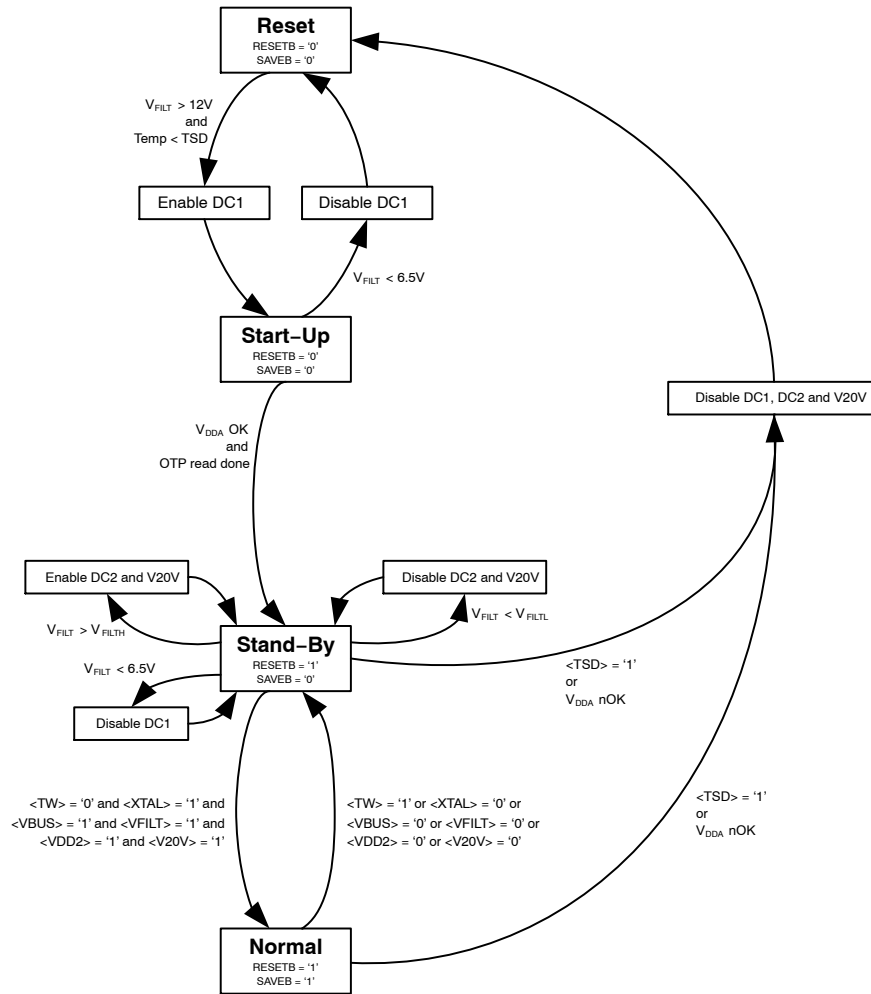 Reset
RESETB = ‘0’
SAVEB = ‘0’
VFILT > 12V
and
Temp < TSD
Enable DC1
Disable DC1
VFILT < 6.5V
Start−Up
RESETB = ‘0’
SAVEB = ‘0’
Disable DC1, DC2 and V20V
VDDA OK
and
OTP read done
Enable DC2 and V20V
Disable DC2 and V20V
VFILT > VFILTH
VFILT < VFILTL
Stand−By
RESETB = ‘1’
SAVEB = ‘0’
VFILT < 6.5V
Disable DC1
<TSD> = ‘1’
or
VDDA nOK
<TW> = ‘0’ and <XTAL> = ‘1’ and
<VBUS> = ‘1’ and <VFILT> = ‘1’ and
<VDD2> = ‘1’ and <V20V> = ‘1’
<TW> = ‘1’ or <XTAL> = ‘0’ or
<VBUS> = ‘0’ or <VFILT> = ‘0’ or
<VDD2> = ‘0’ or <V20V> = ‘0’
<TSD> = ‘1’
or
VDDA nOK
Normal
RESETB = ‘1’
SAVEB = ‘1’